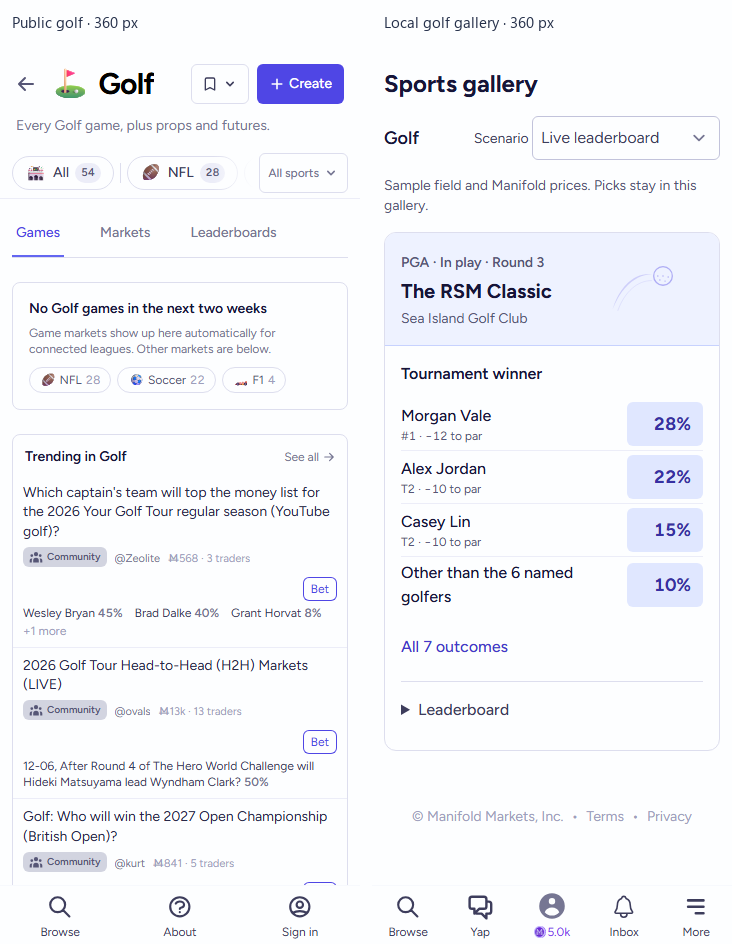 Public golf · 360 px
Golf
Create
Every Golf game, plus props and futures.
All 54
NFL 28
All sports
Games
Markets
Leaderboards
No Golf games in the next two weeks
Game markets show up here automatically for
connected leagues. Other markets are below.
NFL 28
Soccer 22
F1 4
Trending in Golf
See all →
Which captain's team will top the money list for
the 2026 Your Golf Tour regular season (YouTube
golf)?
Community @Zeolite M568 · 3 traders
Bet
Wesley Bryan 45% Brad Dalke 40% Grant Horvat 8%
+1 more
2026 Golf Tour Head-to-Head (H2H) Markets
(LIVE)
Community @ovals M13k · 13 traders
Bet
12-06, After Round 4 of The Hero World Challenge will
Hideki Matsuyama lead Wyndham Clark? 50%
Golf: Who will win the 2027 Open Championship
(British Open)?
Community @kurt M841 · 5 traders
Browse
About
Sign in
Local golf gallery · 360 px
Sports gallery
Golf
Scenario
Live leaderboard
Sample field and Manifold prices. Picks stay in this
gallery.
PGA · In play · Round 3
The RSM Classic
Sea Island Golf Club
Tournament winner
Morgan Vale
#1 · −12 to par
28%
Alex Jordan
T2 · −10 to par
22%
Casey Lin
T2 · −10 to par
15%
Other than the 6 named
golfers
10%
All 7 outcomes
Leaderboard
© Manifold Markets, Inc. • Terms • Privacy
Browse
Yap
M 5.0k
Inbox
More